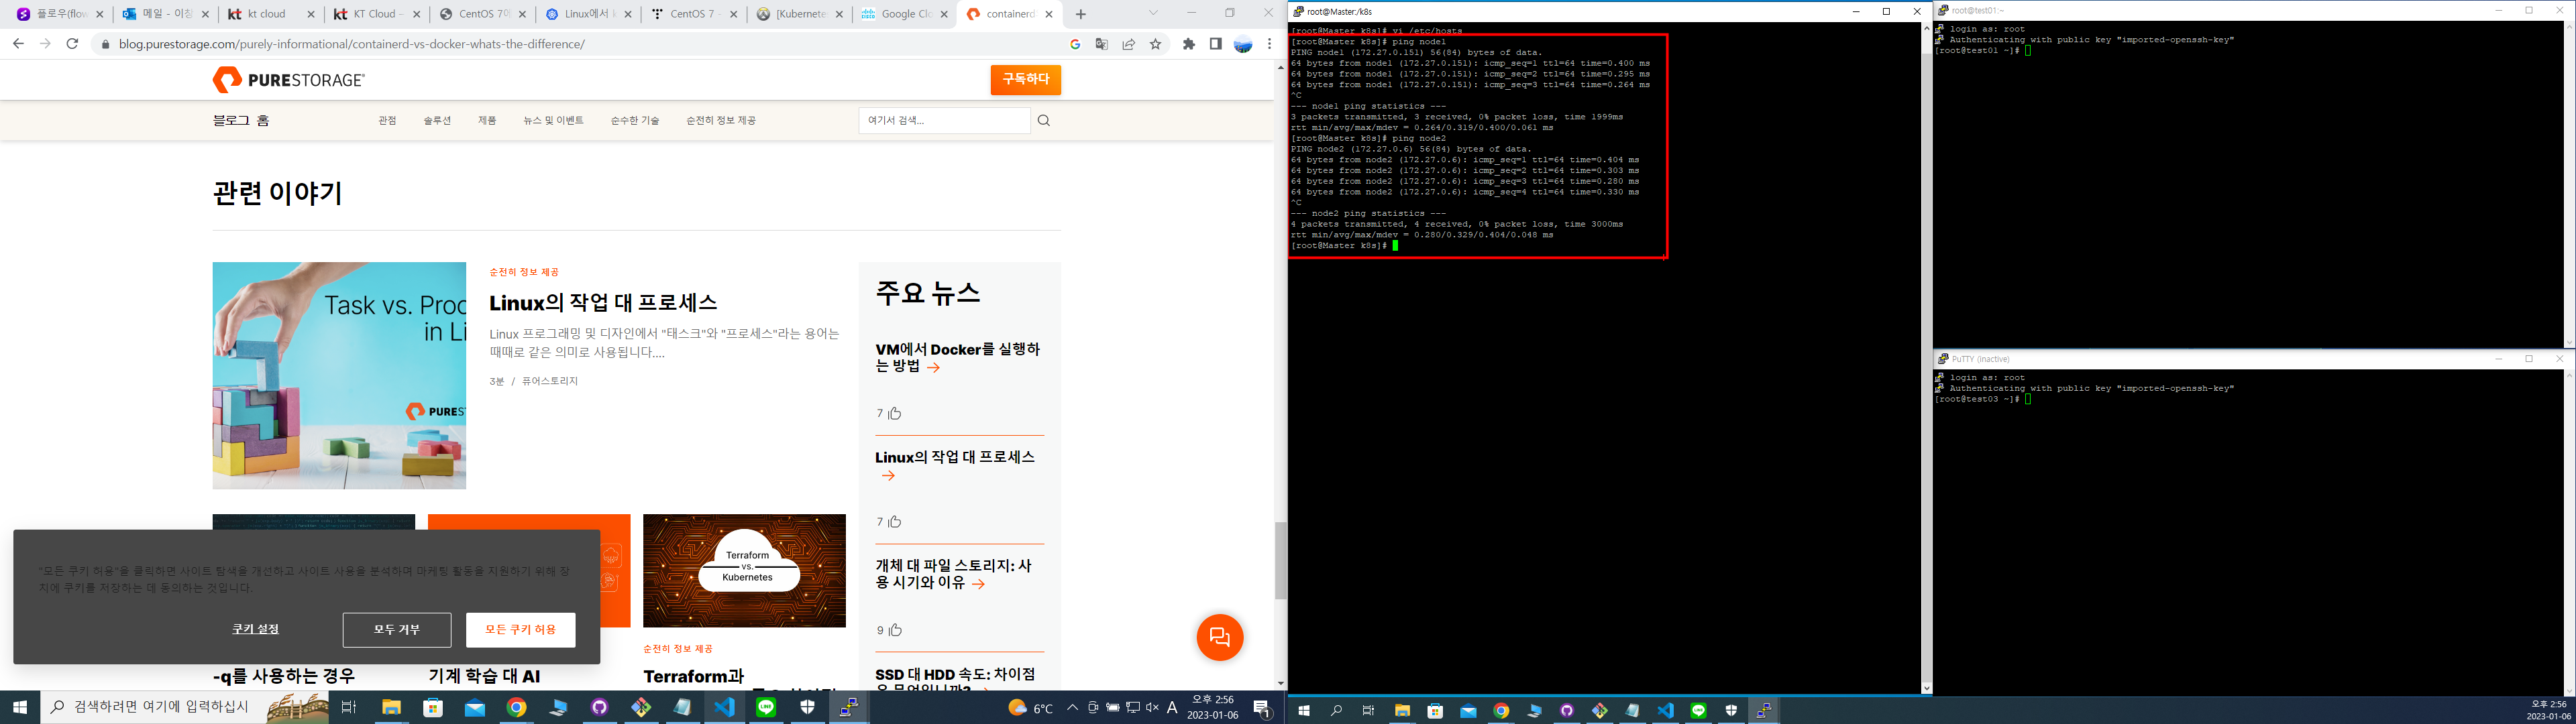 플로우(flow
메일 - 이창
kt cloud
KT Cloud –
CentOS 7에
Linux에서 k
CentOS 7 -
[Kubernete
Google Clo
containerd
blog.purestorage.com/purely-informational/containerd-vs-docker-whats-the-difference/
PURESTORAGE
구독하다
블로그 홈
관점
솔루션
제품
뉴스 및 이벤트
순수한 기술
순전히 정보 제공
여기서 검색...
관련 이야기
Task vs. Proc
in Li
PURES
순전히 정보 제공
Linux의 작업 대 프로세스
Linux 프로그래밍 및 디자인에서 "태스크"와 "프로세스"라는 용어는
때때로 같은 의미로 사용됩니다....
3분 / 퓨어스토리지
주요 뉴스
VM에서 Docker를 실행하
는 방법
7
Linux의 작업 대 프로세스
7
개체 대 파일 스토리지: 사
용 시기와 이유
9
SSD 대 HDD 속도: 차이점
은 무엇입니까?
Terraform
vs.
Kubernetes
순전히 정보 제공
Terraform과
"모든 쿠키 허용"을 클릭하면 사이트 탐색을 개선하고 사이트 사용을 분석하며 마케팅 활동을 지원하기 위해 장
치에 쿠키를 저장하는 데 동의하는 것입니다.
쿠키 설정
모두 거부
모든 쿠키 허용
-q를 사용하는 경우
기계 학습 대 AI
검색하려면 여기에 입력하십시
6°C
A
오후 2:56
2023-01-06
1
root@Master:/k8s
[root@Master k8s]# vi /etc/hosts
[root@Master k8s]# ping node1
PING node1 (172.27.0.151) 56(84) bytes of data.
64 bytes from node1 (172.27.0.151): icmp_seq=1 ttl=64 time=0.400 ms
64 bytes from node1 (172.27.0.151): icmp_seq=2 ttl=64 time=0.295 ms
64 bytes from node1 (172.27.0.151): icmp_seq=3 ttl=64 time=0.264 ms
^C
--- node1 ping statistics ---
3 packets transmitted, 3 received, 0% packet loss, time 1999ms
rtt min/avg/max/mdev = 0.264/0.319/0.400/0.061 ms
[root@Master k8s]# ping node2
PING node2 (172.27.0.6) 56(84) bytes of data.
64 bytes from node2 (172.27.0.6): icmp_seq=1 ttl=64 time=0.404 ms
64 bytes from node2 (172.27.0.6): icmp_seq=2 ttl=64 time=0.303 ms
64 bytes from node2 (172.27.0.6): icmp_seq=3 ttl=64 time=0.280 ms
64 bytes from node2 (172.27.0.6): icmp_seq=4 ttl=64 time=0.330 ms
^C
--- node2 ping statistics ---
4 packets transmitted, 4 received, 0% packet loss, time 3000ms
rtt min/avg/max/mdev = 0.280/0.329/0.404/0.048 ms
[root@Master k8s]#
root@test01:~
login as: root
Authenticating with public key "imported-openssh-key"
[root@test01 ~]#
PuTTY (inactive)
login as: root
Authenticating with public key "imported-openssh-key"
[root@test03 ~]#
오후 2:56
2023-01-06